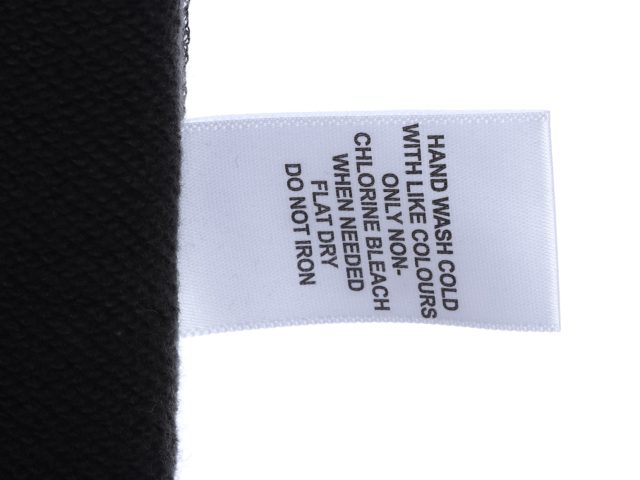 HAND WASH COLD
WITH LIKE COLOURS
ONLY NON-
CHLORINE BLEACH
WHEN NEEDED
FLAT DRY
DO NOT IRON